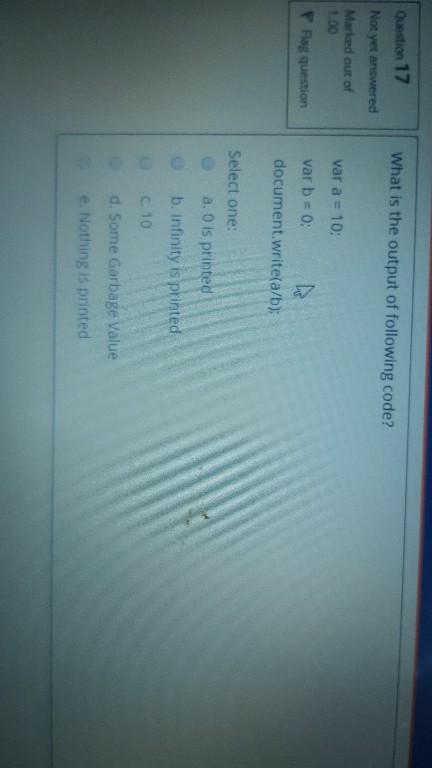 Question 17
Not yet answered
Marked out of
1.00
Flag question
What is the output of following code?
var a = 10;
var b = 0;
document.write(a/b);
Select one:
a. 0 is printed
b. Infinity is printed
c. 10
d. Some Garbage Value
e. Nothing is printed